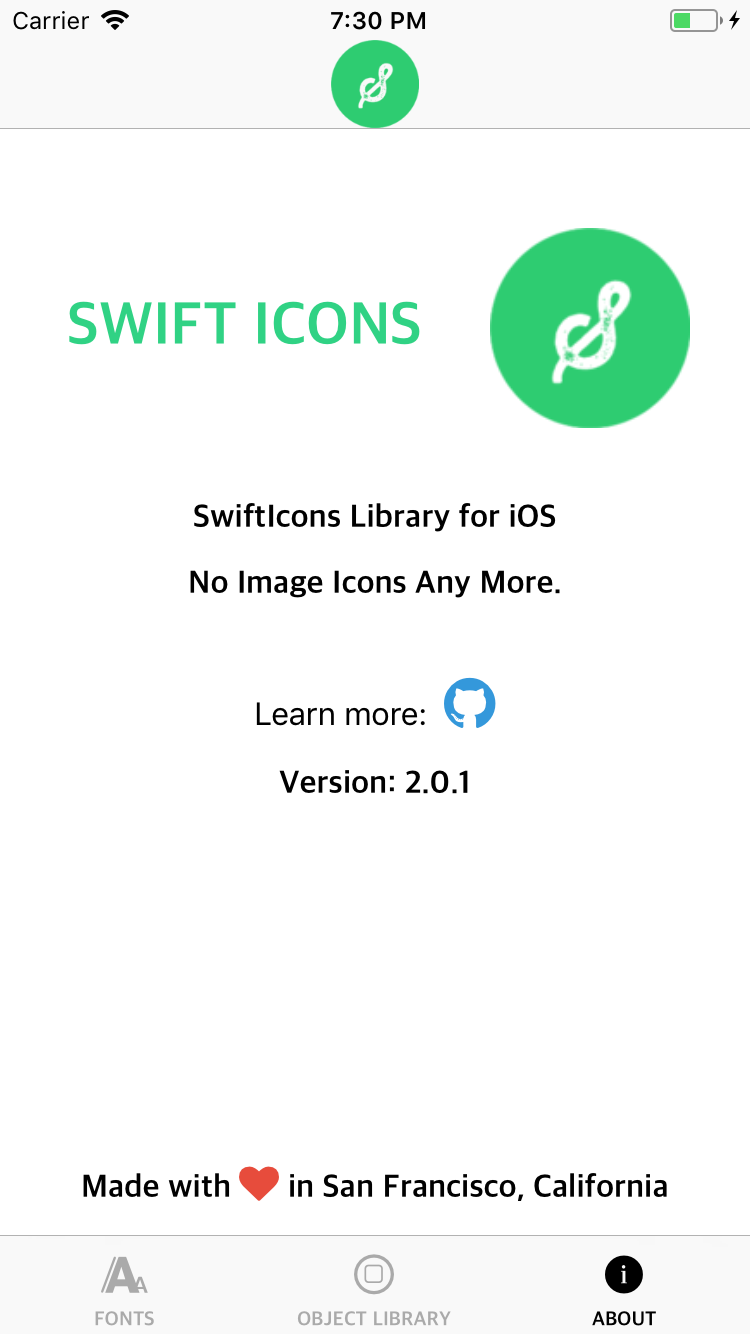 Carrier 7:30 PM
SWIFT ICONS
SwiftIcons Library for iOS
No Image Icons Any More.
Learn more:
Version: 2.0.1
Made with ❤ in San Francisco, California
FONTS OBJECT LIBRARY ABOUT